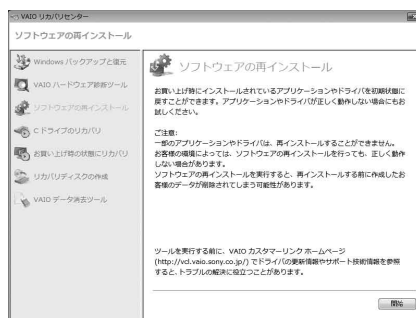 VAIO リカバリセンター
ソフトウェアの再インストール
Windows バックアップと復元
VAIO ハードウェア診断ツール
ソフトウェアの再インストール
C ドライブのリカバリ
お買い上げ時の状態にリカバリ
リカバリディスクの作成
VAIO データ消去ツール
ソフトウェアの再インストール
お買い上げ時にインストールされているアプリケーションやドライバを初期状態に
戻すことができます。アプリケーションやドライバが正しく動作しない場合にもお
試しください。
ご注意:
一部のアプリケーションやドライバは、再インストールすることができません。
お客様の環境によっては、ソフトウェアの再インストールを行っても、正しく動作
しない場合があります。
ソフトウェアの再インストールを実行すると、再インストールする前に作成したお
客様のデータが削除されてしまう可能性があります。
ツールを実行する前に、VAIO カスタマーリンク ホームページ
(http://vcl.vaio.sony.co.jp/) でドライバの更新情報やサポート技術情報を参照
すると、トラブルの解決に役立つことがあります。
開始